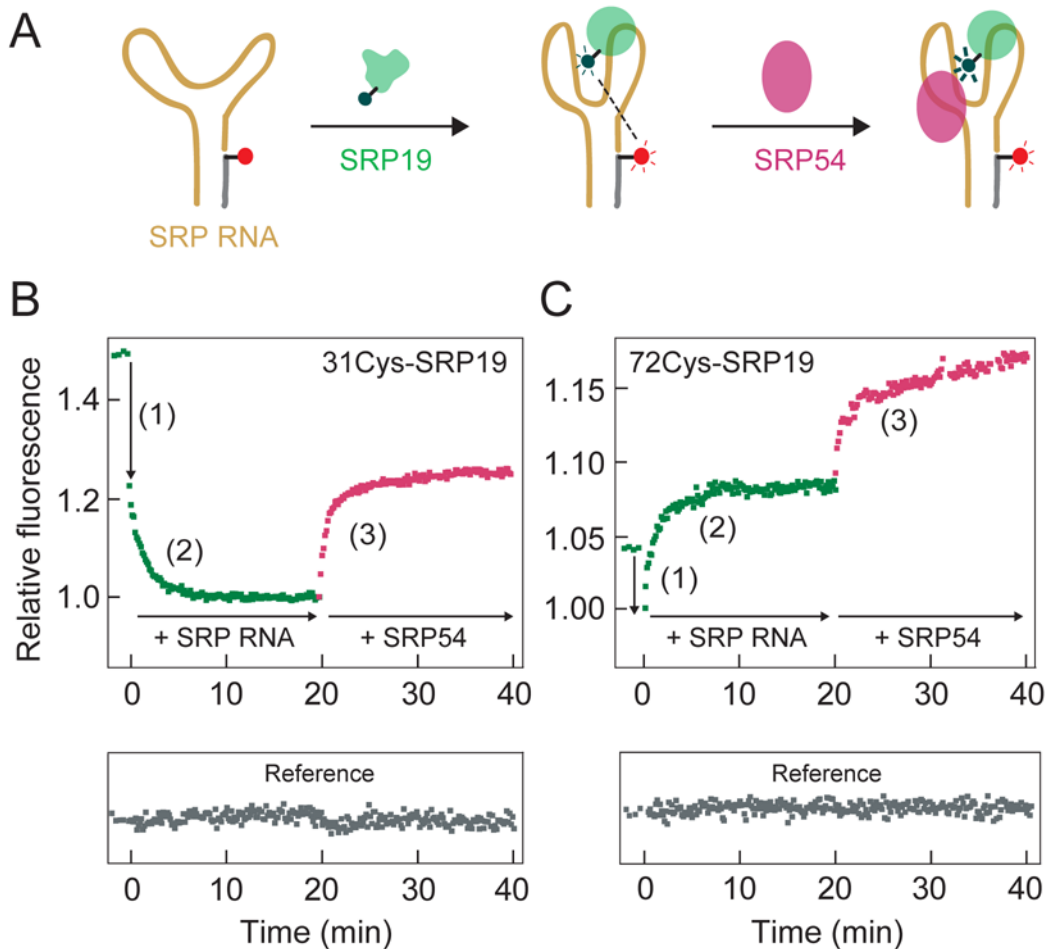 A
SRP19
SRP54
SRP RNA
B
C
Relative fluorescence
31Cys-SRP19
1.4
1.2
1.0
(1)
(2)
(3)
+ SRP RNA
+ SRP54
0 10 20 30 40
72Cys-SRP19
1.15
1.10
1.05
1.00
(3)
(2)
(1)
+ SRP RNA
+ SRP54
0 10 20 30 40
Reference
0 10 20 30 40
Time (min)
Reference
0 10 20 30 40
Time (min)